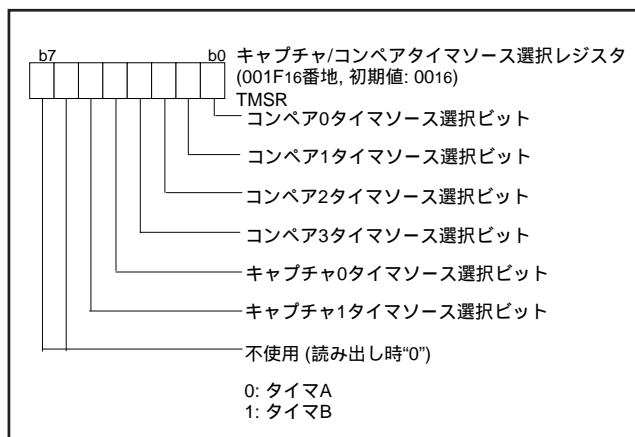 b7 b0 キャプチャ/コンペアタイマソース選択レジスタ
(001F16番地, 初期値: 0016)
TMSR
コンペア0タイマソース選択ビット
コンペア1タイマソース選択ビット
コンペア2タイマソース選択ビット
コンペア3タイマソース選択ビット
キャプチャ0タイマソース選択ビット
キャプチャ1タイマソース選択ビット
不使用 (読み出し時“0”)
0: タイマA
1: タイマB